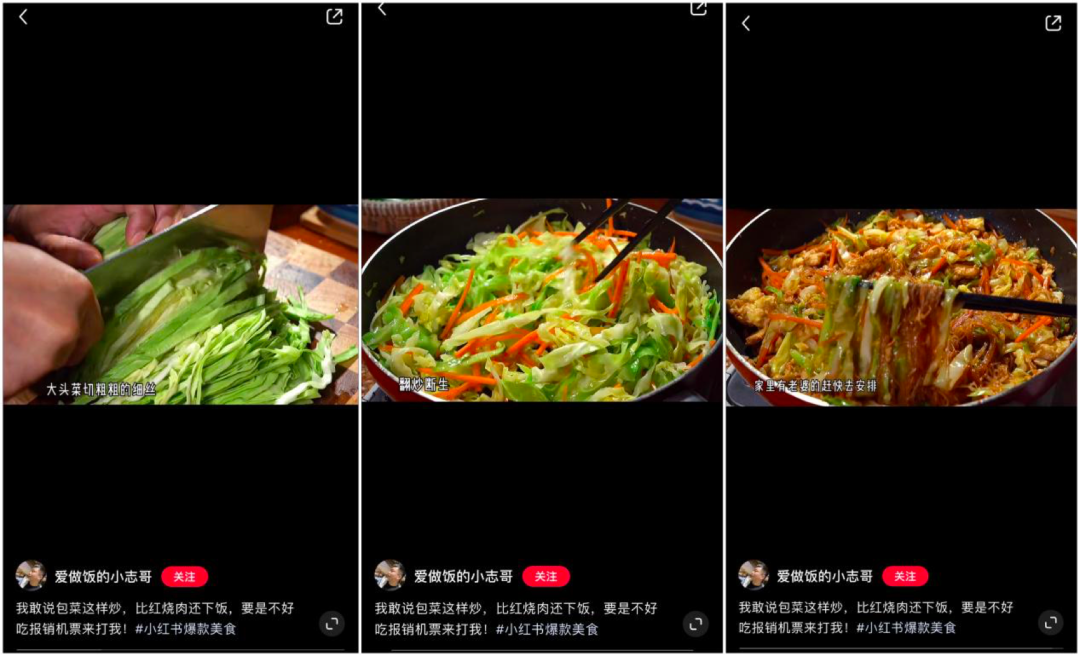 大头菜切粗粗的细丝
爱做饭的小志哥 关注
我敢说包菜这样炒，比红烧肉还下饭，要是不好
吃报销机票来打我！#小红书爆款美食
翻炒断生
爱做饭的小志哥 关注
我敢说包菜这样炒，比红烧肉还下饭，要是不好
吃报销机票来打我！#小红书爆款美食
家里有老婆的赶快去安排
爱做饭的小志哥 关注
我敢说包菜这样炒，比红烧肉还下饭，要是不好
吃报销机票来打我！#小红书爆款美食